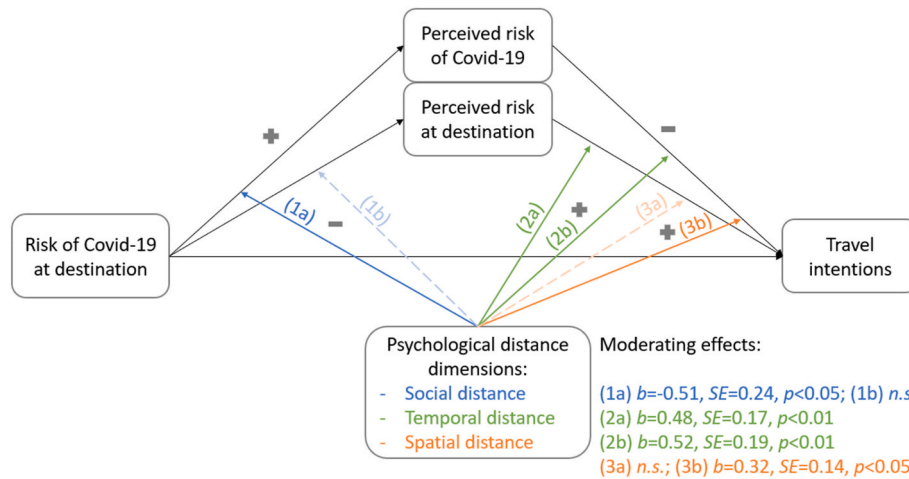 Perceived risk
of Covid-19
Perceived risk
at destination
+
−
(1a)
(1b)
−
(2a)
+
(2b)
(3a)
+
(3b)
Risk of Covid-19
at destination
Travel
intentions
Psychological distance
dimensions:
- Social distance
- Temporal distance
- Spatial distance
Moderating effects:
(1a) b=-0.51, SE=0.24, p<0.05; (1b) n.s
(2a) b=0.48, SE=0.17, p<0.01
(2b) b=0.52, SE=0.19, p<0.01
(3a) n.s.; (3b) b=0.32, SE=0.14, p<0.05